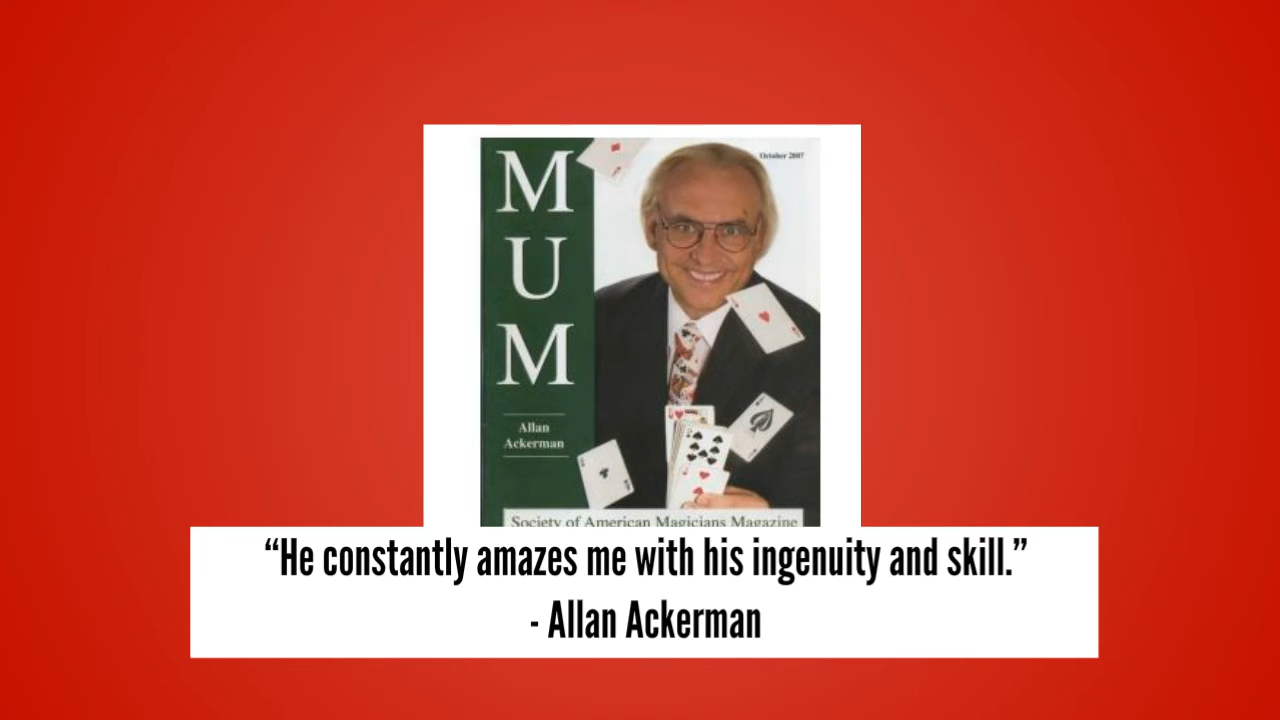 October 2007
M
U
M
Allan
Ackerman
Society of American Magicians Magazine
“He constantly amazes me with his ingenuity and skill.”
- Allan Ackerman